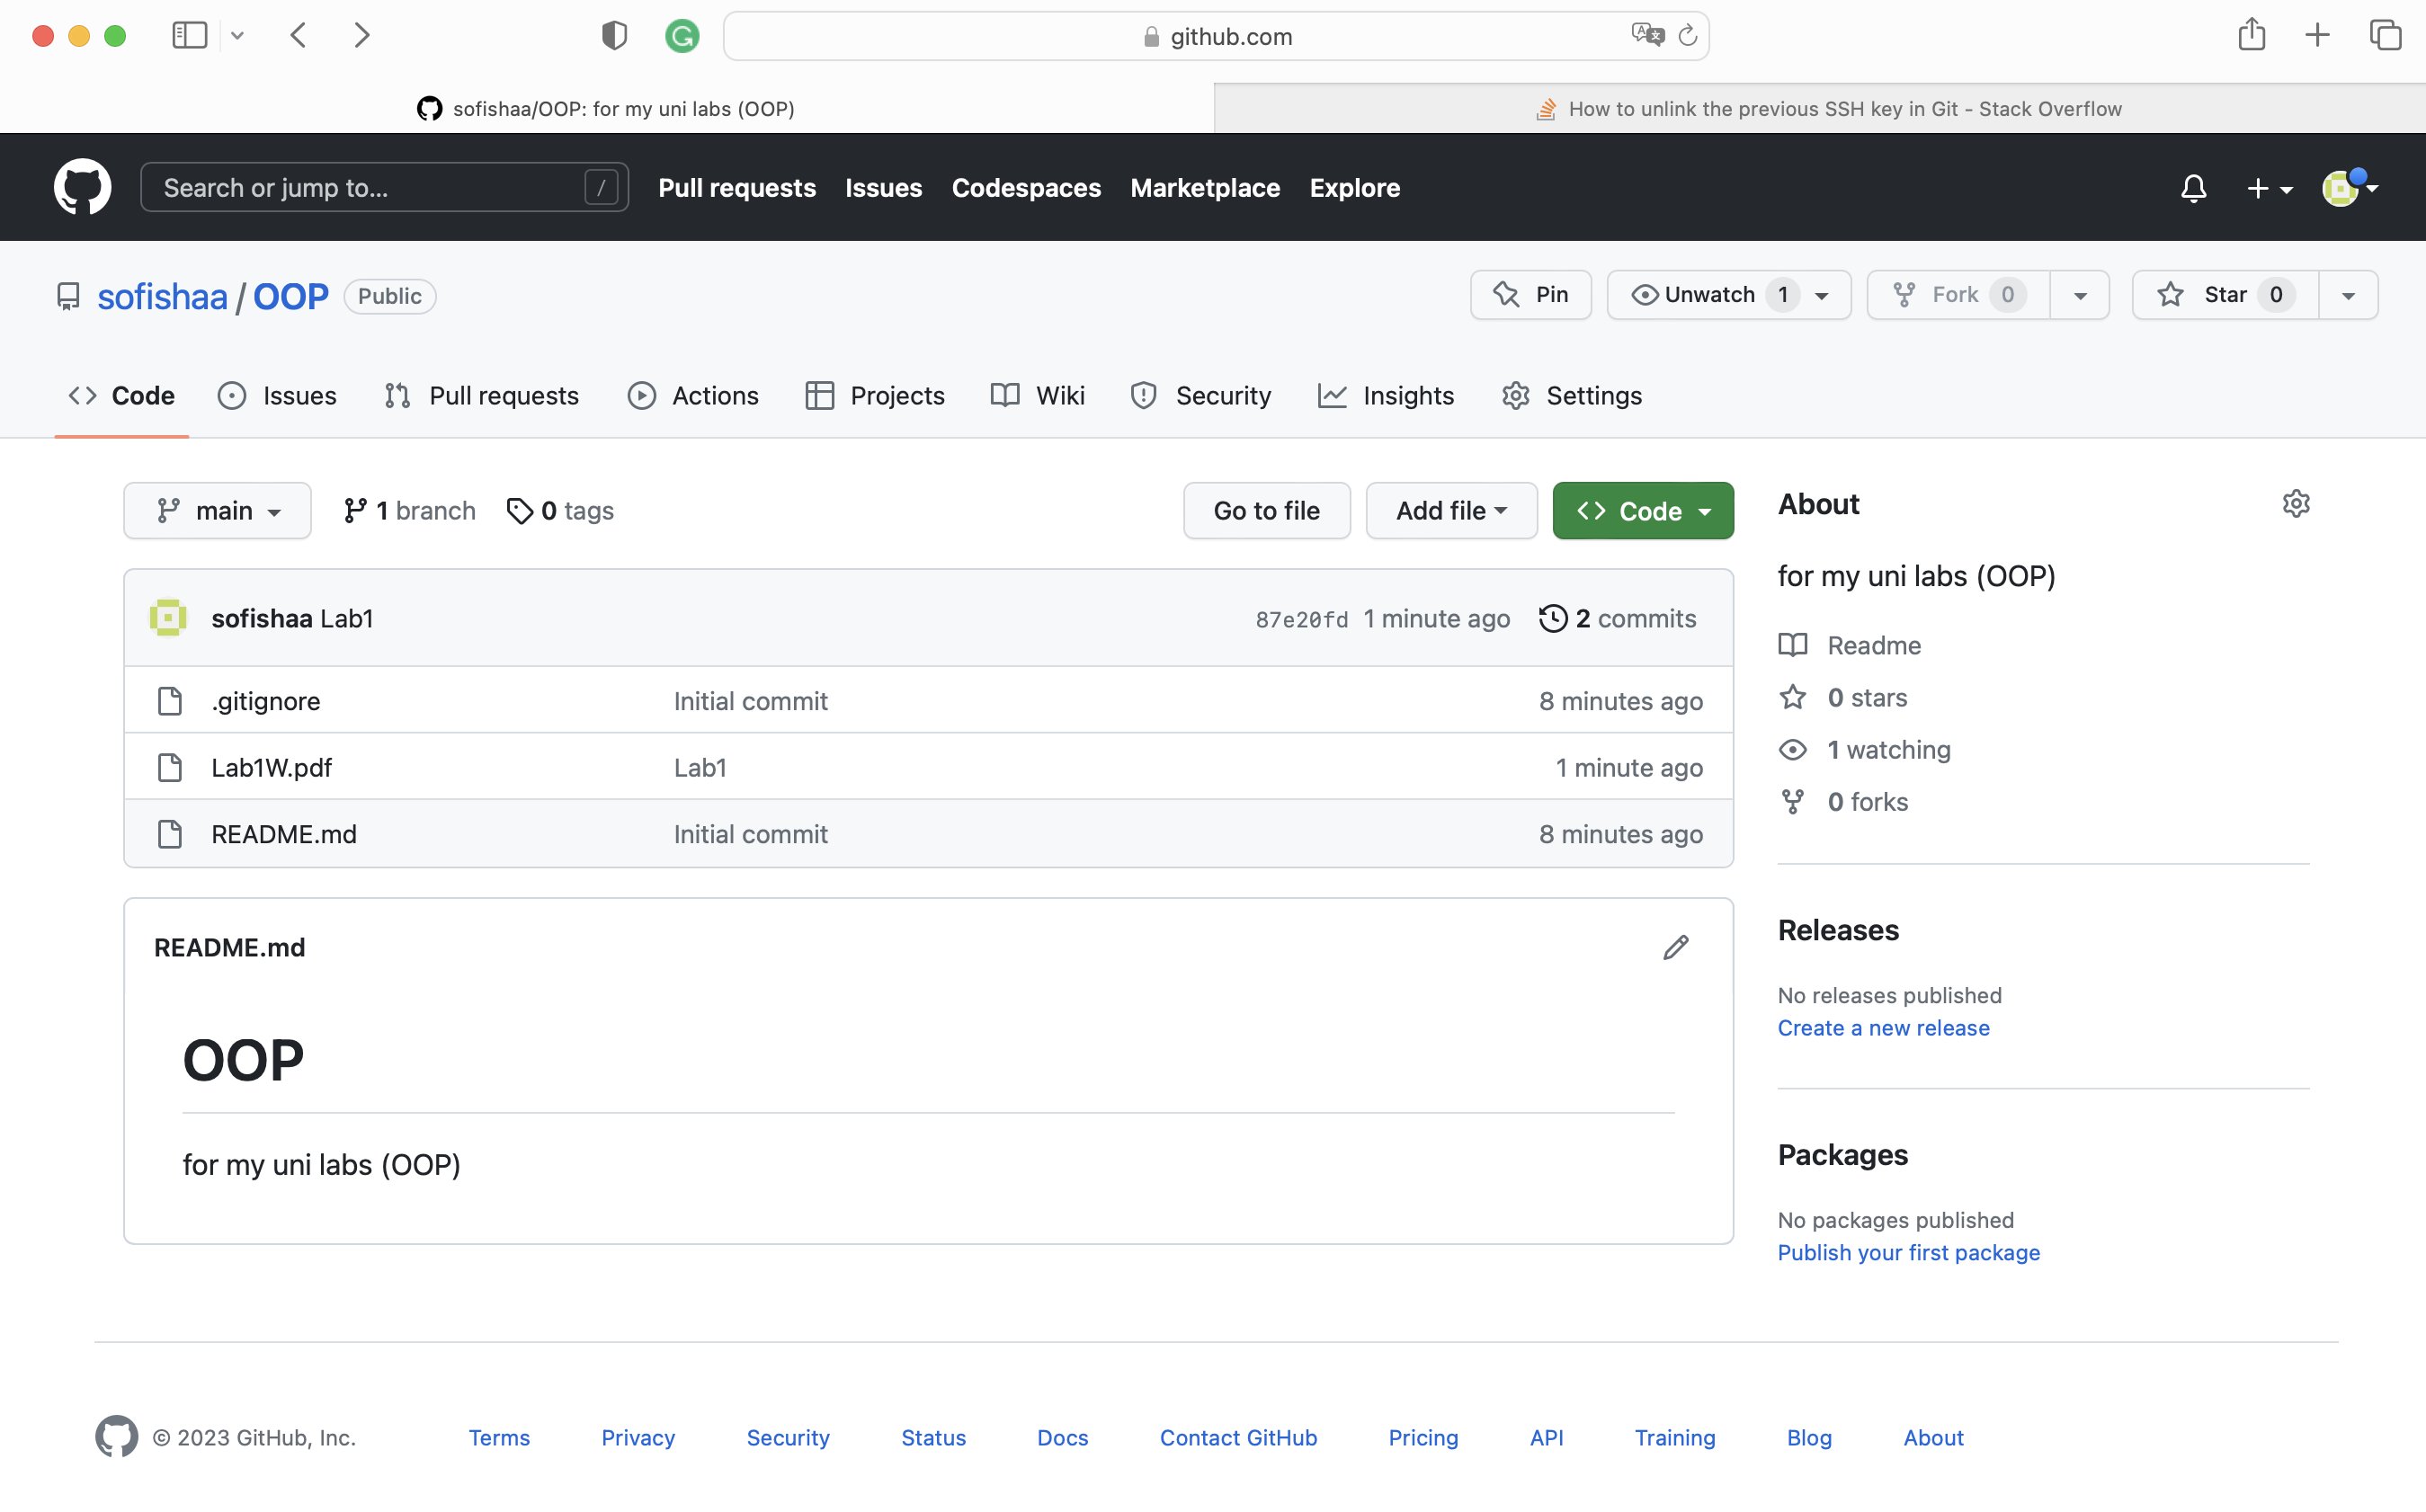 github.com
sofishaa/OOP: for my uni labs (OOP)
How to unlink the previous SSH key in Git - Stack Overflow
Search or jump to... /
Pull requests Issues Codespaces Marketplace Explore
sofishaa / OOP Public
Pin Unwatch 1 Fork 0 Star 0
Code Issues Pull requests Actions Projects Wiki Security Insights Settings
main 1 branch 0 tags Go to file Add file Code
sofishaa Lab1 87e20fd 1 minute ago 2 commits
.gitignore Initial commit 8 minutes ago
Lab1W.pdf Lab1 1 minute ago
README.md Initial commit 8 minutes ago
README.md
OOP
for my uni labs (OOP)
About
for my uni labs (OOP)
Readme
0 stars
1 watching
0 forks
Releases
No releases published
Create a new release
Packages
No packages published
Publish your first package
© 2023 GitHub, Inc. Terms Privacy Security Status Docs Contact GitHub Pricing API Training Blog About